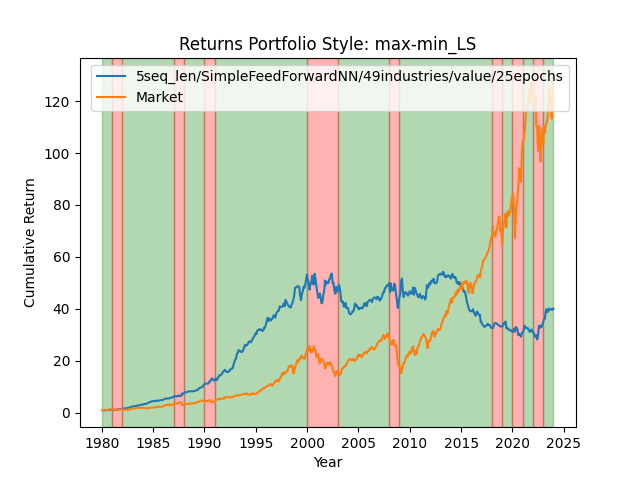 Returns Portfolio Style: max-min_LS
5seq_len/SimpleFeedForwardNN/49industries/value/25epochs
Market
120
100
80
60
40
20
0
Cumulative Return
1980 1985 1990 1995 2000 2005 2010 2015 2020 2025
Year